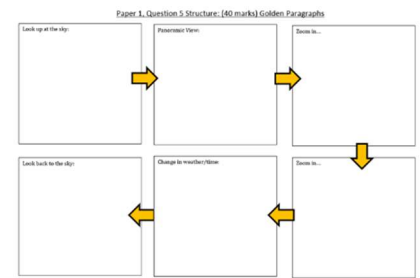 Paper 1, Question 5 Structure: (40 marks) Golden Paragraphs
Look up at the sky:
Panoramic View:
Zoom in...
Zoom in...
Change in weather/time:
Look back to the sky: